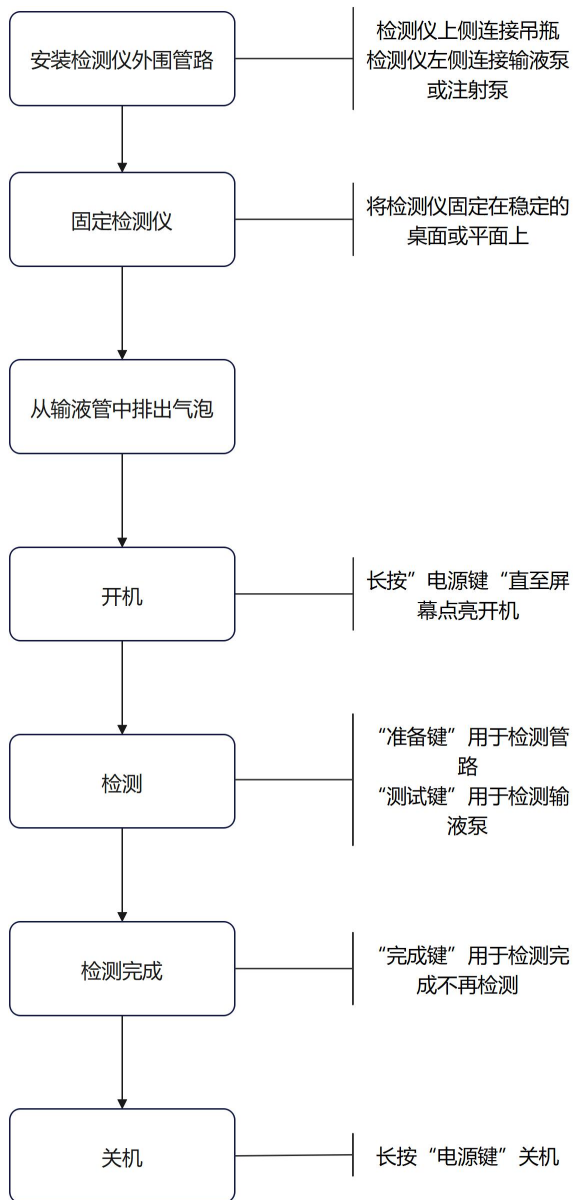 安装检测仪外围管路
检测仪上侧连接吊瓶
检测仪左侧连接输液泵
或注射泵
固定检测仪
将检测仪固定在稳定的
桌面或平面上
从输液管中排出气泡
开机
长按”电源键“直至屏
幕点亮开机
检测
“准备键”用于检测管
路
“测试键”用于检测输
液泵
检测完成
“完成键”用于检测完
成不再检测
关机
长按“电源键”关机